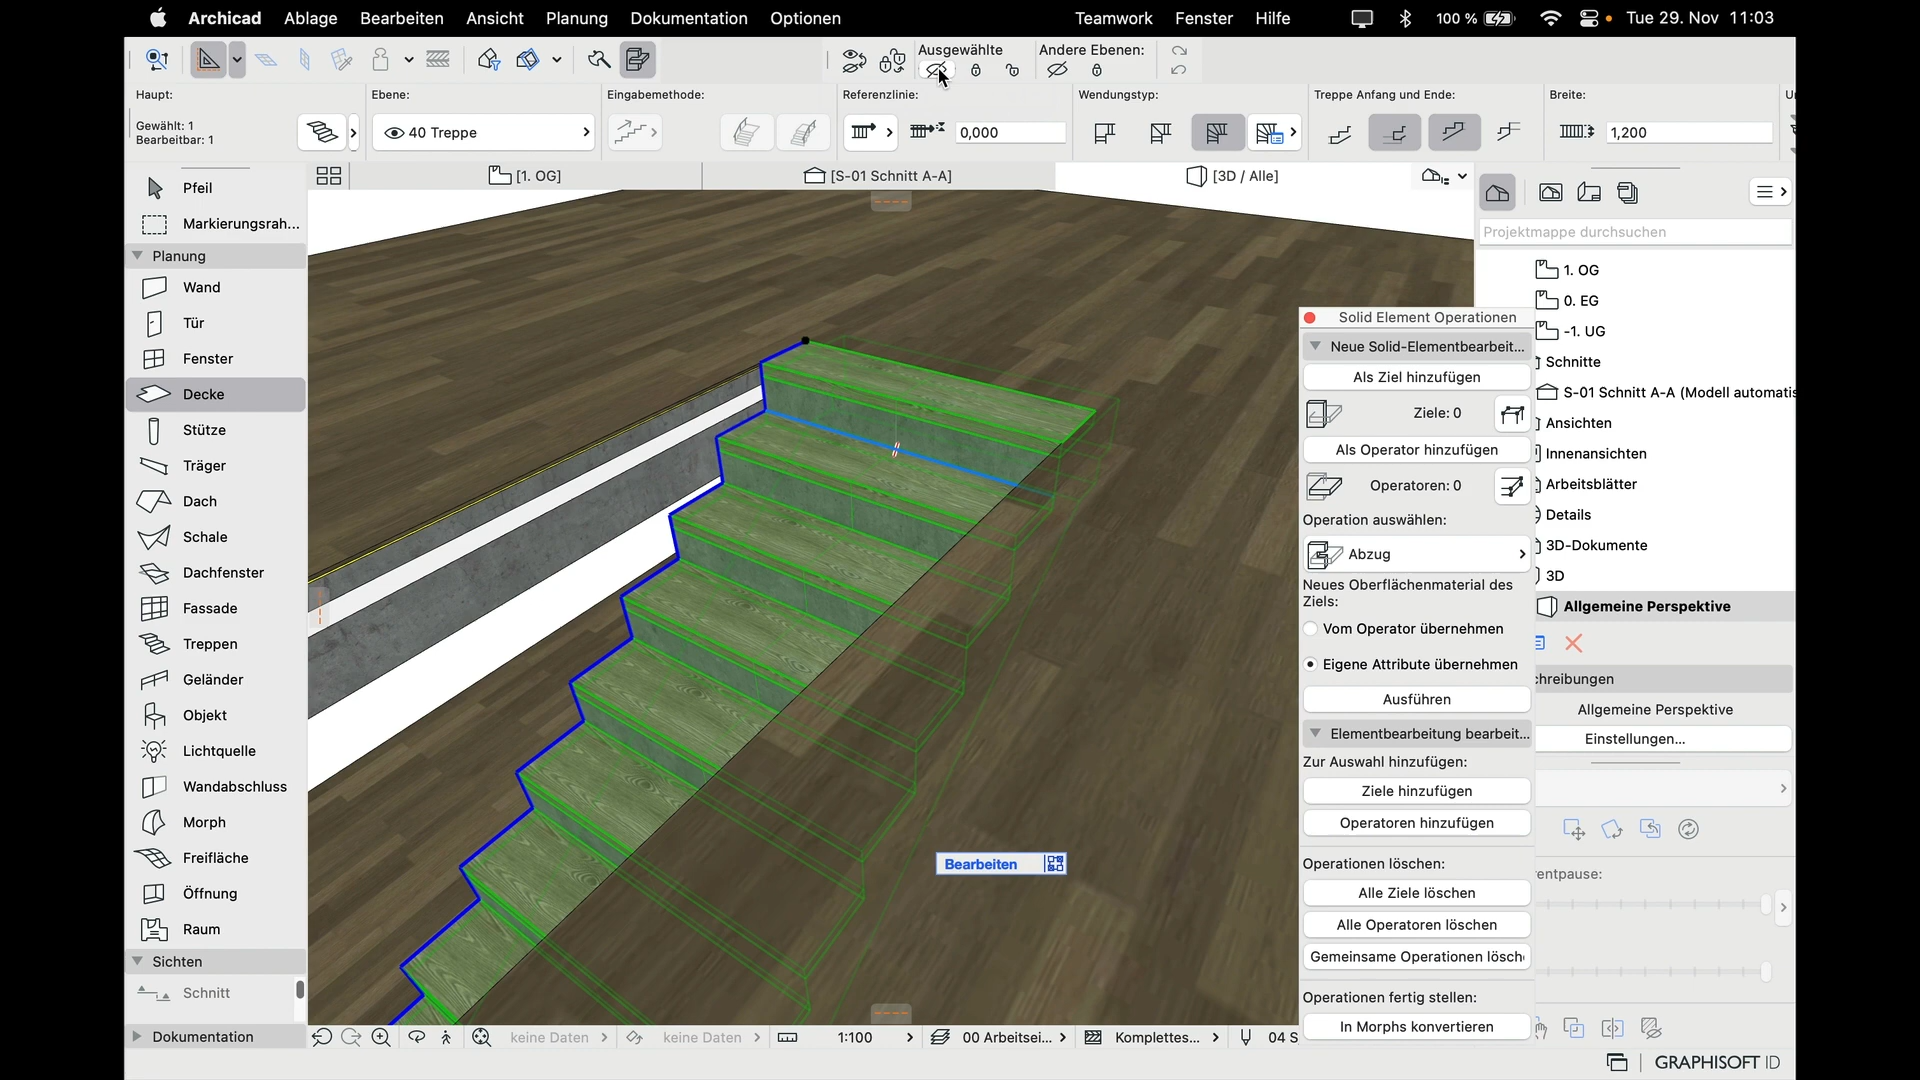 Archicad Ablage Bearbeiten Ansicht Planung Dokumentation Optionen Teamwork Fenster Hilfe 100 % Tue 29. Nov 11:03
Ausgewählte Andere Ebenen:
Haupt: Ebene: Eingabemethode: Referenzlinie: Wendungstyp: Treppe Anfang und Ende: Breite:
Gewählt: 1
Bearbeitbar: 1
40 Treppe 0,000 1,200
[1. OG] [S-01 Schnitt A-A] [3D / Alle]
Pfeil
Markierungsrah...
Planung
Wand
Tür
Fenster
Decke
Stütze
Träger
Dach
Schale
Dachfenster
Fassade
Treppen
Geländer
Objekt
Lichtquelle
Wandabschluss
Morph
Freifläche
Öffnung
Raum
Sichten
Schnitt
Dokumentation
Bearbeiten
Solid Element Operationen
Neue Solid-Elementbearbeit...
Als Ziel hinzufügen
Ziele: 0
Als Operator hinzufügen
Operatoren: 0
Operation auswählen:
Abzug
Neues Oberflächenmaterial des
Ziels:
Vom Operator übernehmen
Eigene Attribute übernehmen
Ausführen
Elementbearbeitung bearbeit...
Zur Auswahl hinzufügen:
Ziele hinzufügen
Operatoren hinzufügen
Operationen löschen:
Alle Ziele löschen
Alle Operatoren löschen
Gemeinsame Operationen lösch
Operationen fertig stellen:
In Morphs konvertieren
Projektmappe durchsuchen
1. OG
0. EG
-1. UG
Schnitte
S-01 Schnitt A-A (Modell automatis
Ansichten
Innenansichten
Arbeitsblätter
Details
3D-Dokumente
3D
Allgemeine Perspektive
chreibungen
Allgemeine Perspektive
Einstellungen...
entpause:
keine Daten keine Daten 1:100 00 Arbeitsei... Komplettes... 04 S
GRAPHISOFT ID